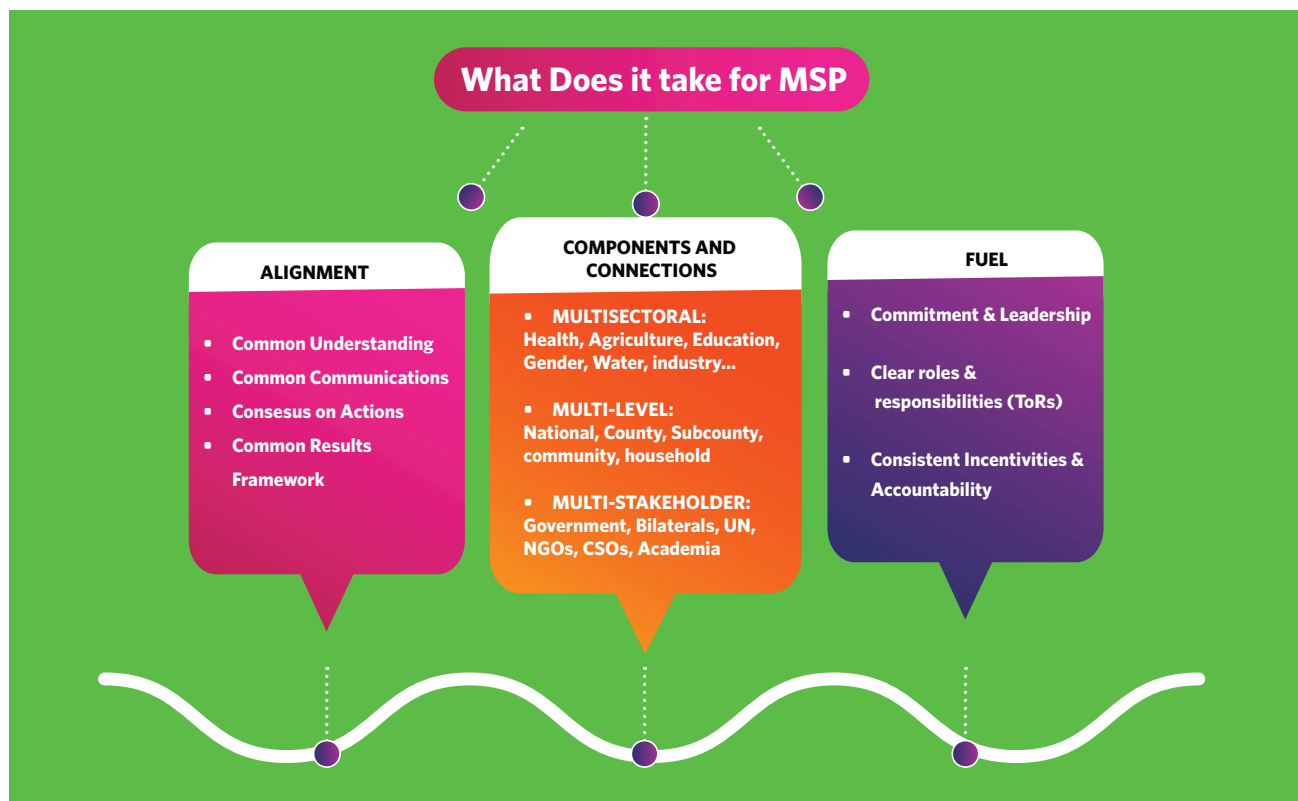 What Does it take for MSP
ALIGNMENT
▪ Common Understanding
▪ Common Communications
▪ Consesus on Actions
▪ Common Results
Framework
COMPONENTS AND
CONNECTIONS
▪ MULTISECTORAL:
Health, Agriculture, Education,
Gender, Water, industry...
▪ MULTI-LEVEL:
National, County, Subcounty,
community, household
▪ MULTI-STAKEHOLDER:
Government, Bilaterals, UN,
NGOs, CSOs, Academia
FUEL
▪ Commitment & Leadership
▪ Clear roles &
responsibilities (ToRs)
▪ Consistent Incentivities &
Accountability